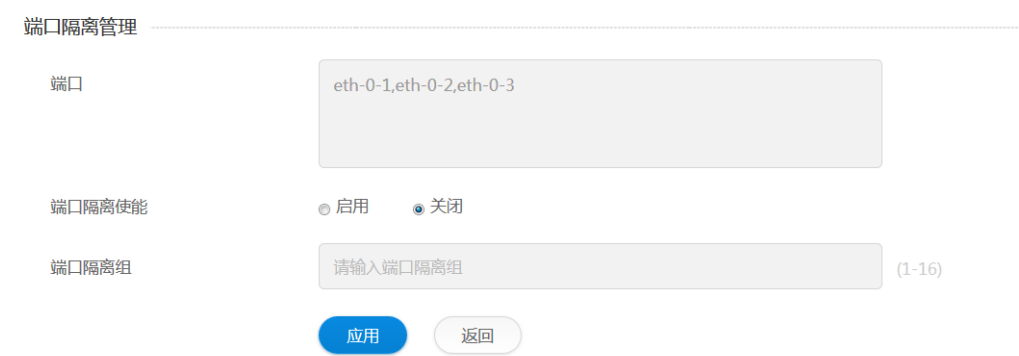 端口隔离管理
端口
eth-0-1,eth-0-2,eth-0-3
端口隔离使能
启用 关闭
端口隔离组
请输入端口隔离组
(1-16)
应用 返回